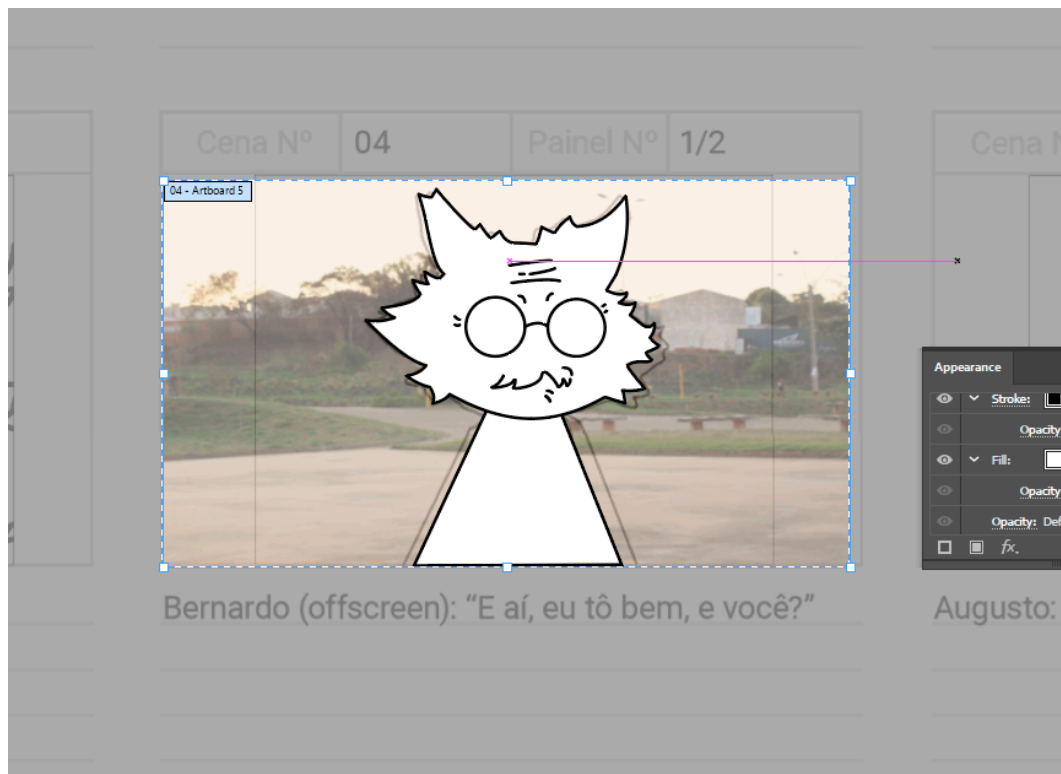 Cena Nº 04 Painel Nº 1/2 Cena
04 - Artboard 5
Appearance
Stroke:
Opacity
Fill:
Opacity
Opacity: Def
fx.
Bernardo (offscreen): “E aí, eu tô bem, e você?” Augusto: